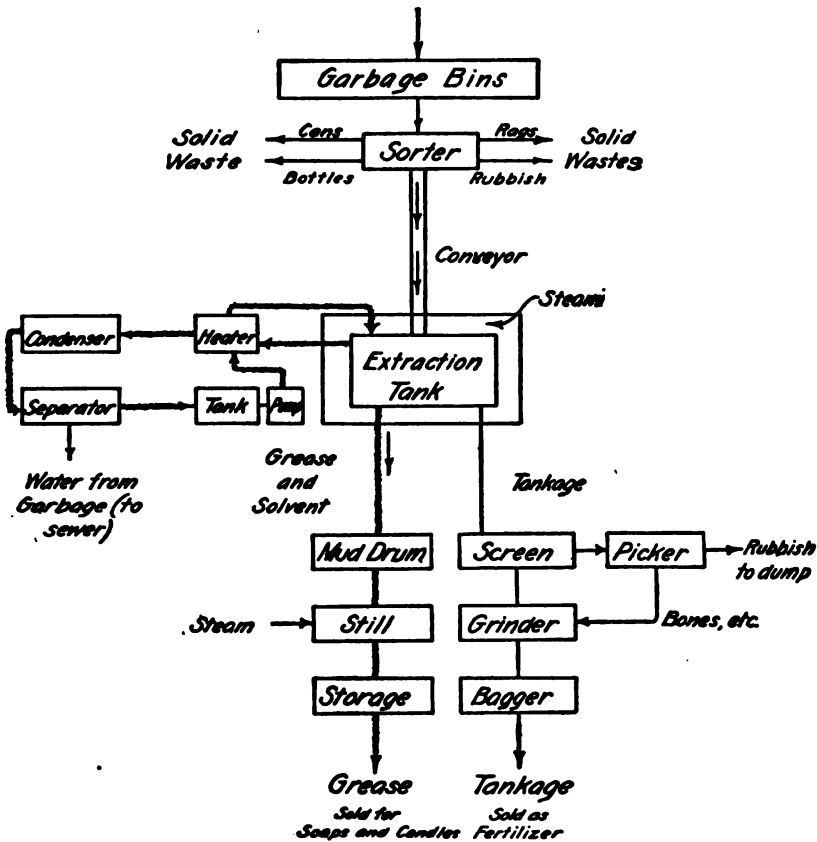 Garbage Bins
Solid
Waste
Cans
Bottles
Sorter
Rags
Rubbish
Solid
Wastes
Conveyor
Steam
Condenser
Heater
Extraction
Tank
Separator
Tank
Pump
Water from
Garbage (to
sewer)
Grease
and
Solvent
Tankage
Mud Drum
Screen
Picker
Rubbish
to dump
Steam
Still
Grinder
Bones, etc.
Storage
Bagger
Grease
Sold for
Soaps and Candles
Tankage
Sold as
Fertilizer